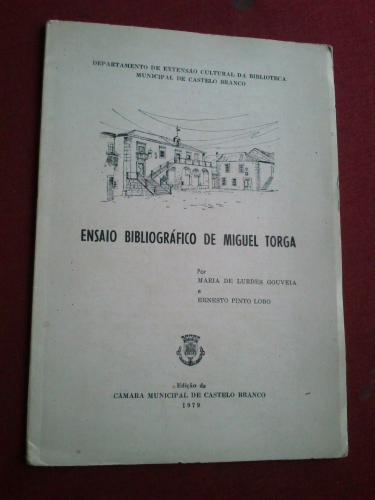 DEPARTAMENTO DE EXTENSÃO CULTURAL DA BIBLIOTECA
MUNICIPAL DE CASTELO BRANCO
ENSAIO BIBLIOGRÁFICO DE MIGUEL TORGA
Por
MARIA DE LURDES GOUVEIA
e
ERNESTO PINTO LOBO
Edição da
CÂMARA MUNICIPAL DE CASTELO BRANCO
1979